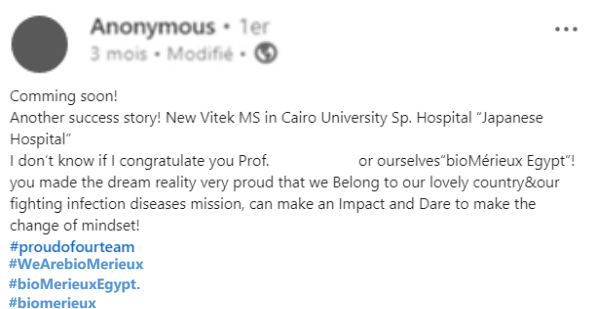 Anonymous • 1er
3 mois • Modifié •
Comming soon!
Another success story! New Vitek MS in Cairo University Sp. Hospital “Japanese
Hospital”
I don’t know if I congratulate you Prof. or ourselves“bioMérieux Egypt”!
you made the dream reality very proud that we Belong to our lovely country&our
fighting infection diseases mission, can make an Impact and Dare to make the
change of mindset!
#proudofourteam
#WeArebioMerieux
#bioMerieuxEgypt.
#biomerieux